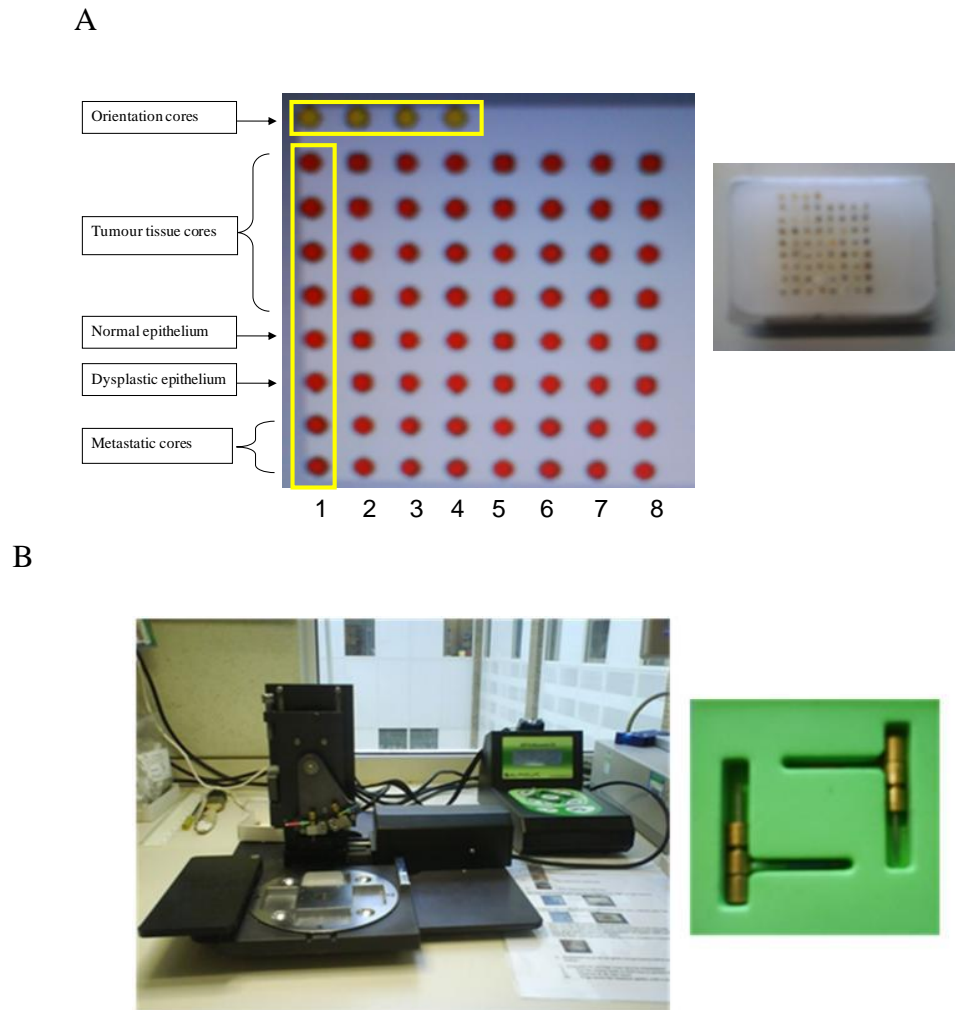 A
Orientation cores
Tumour tissue cores
Normal epithelium
Dysplastic epithelium
Metastatic cores
1 2 3 4 5 6 7 8
B